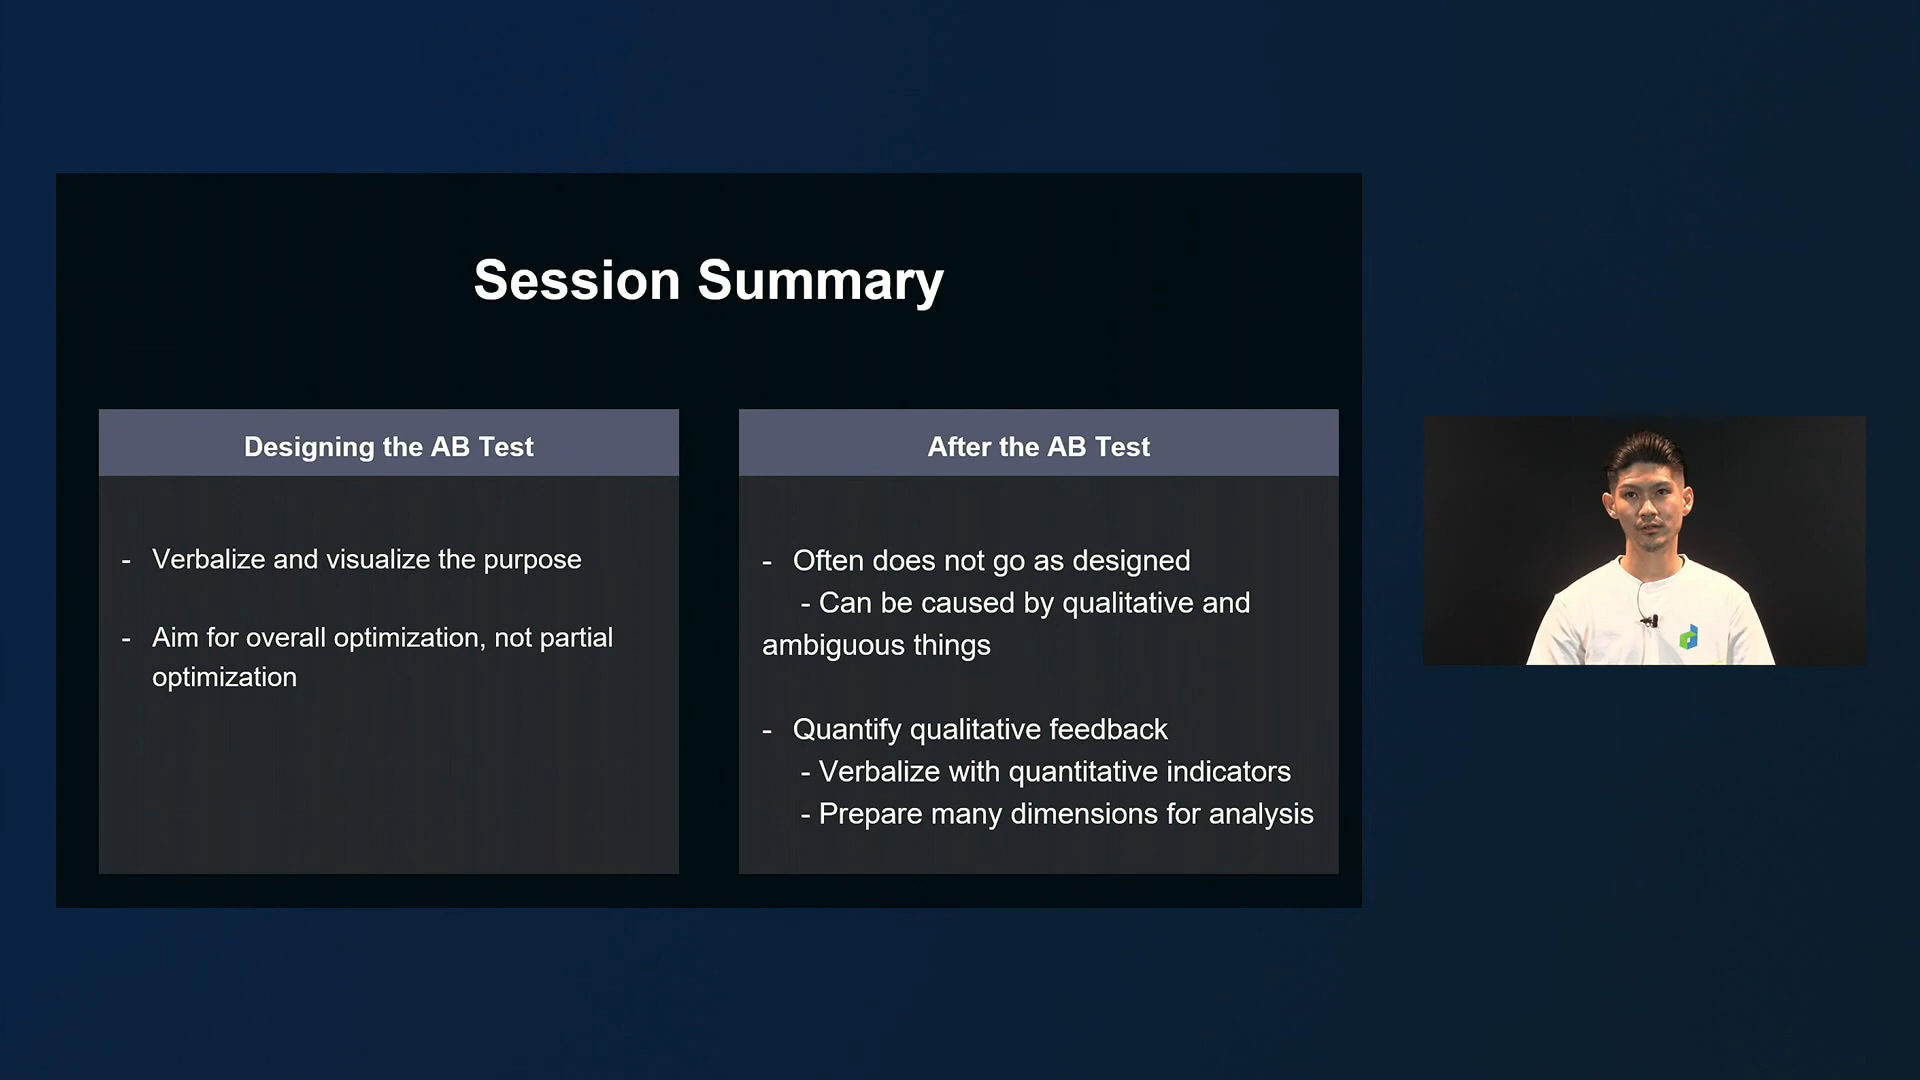 Session Summary
Designing the AB Test
- Verbalize and visualize the purpose
- Aim for overall optimization, not partial
optimization
After the AB Test
- Often does not go as designed
- Can be caused by qualitative and
ambiguous things
- Quantify qualitative feedback
- Verbalize with quantitative indicators
- Prepare many dimensions for analysis